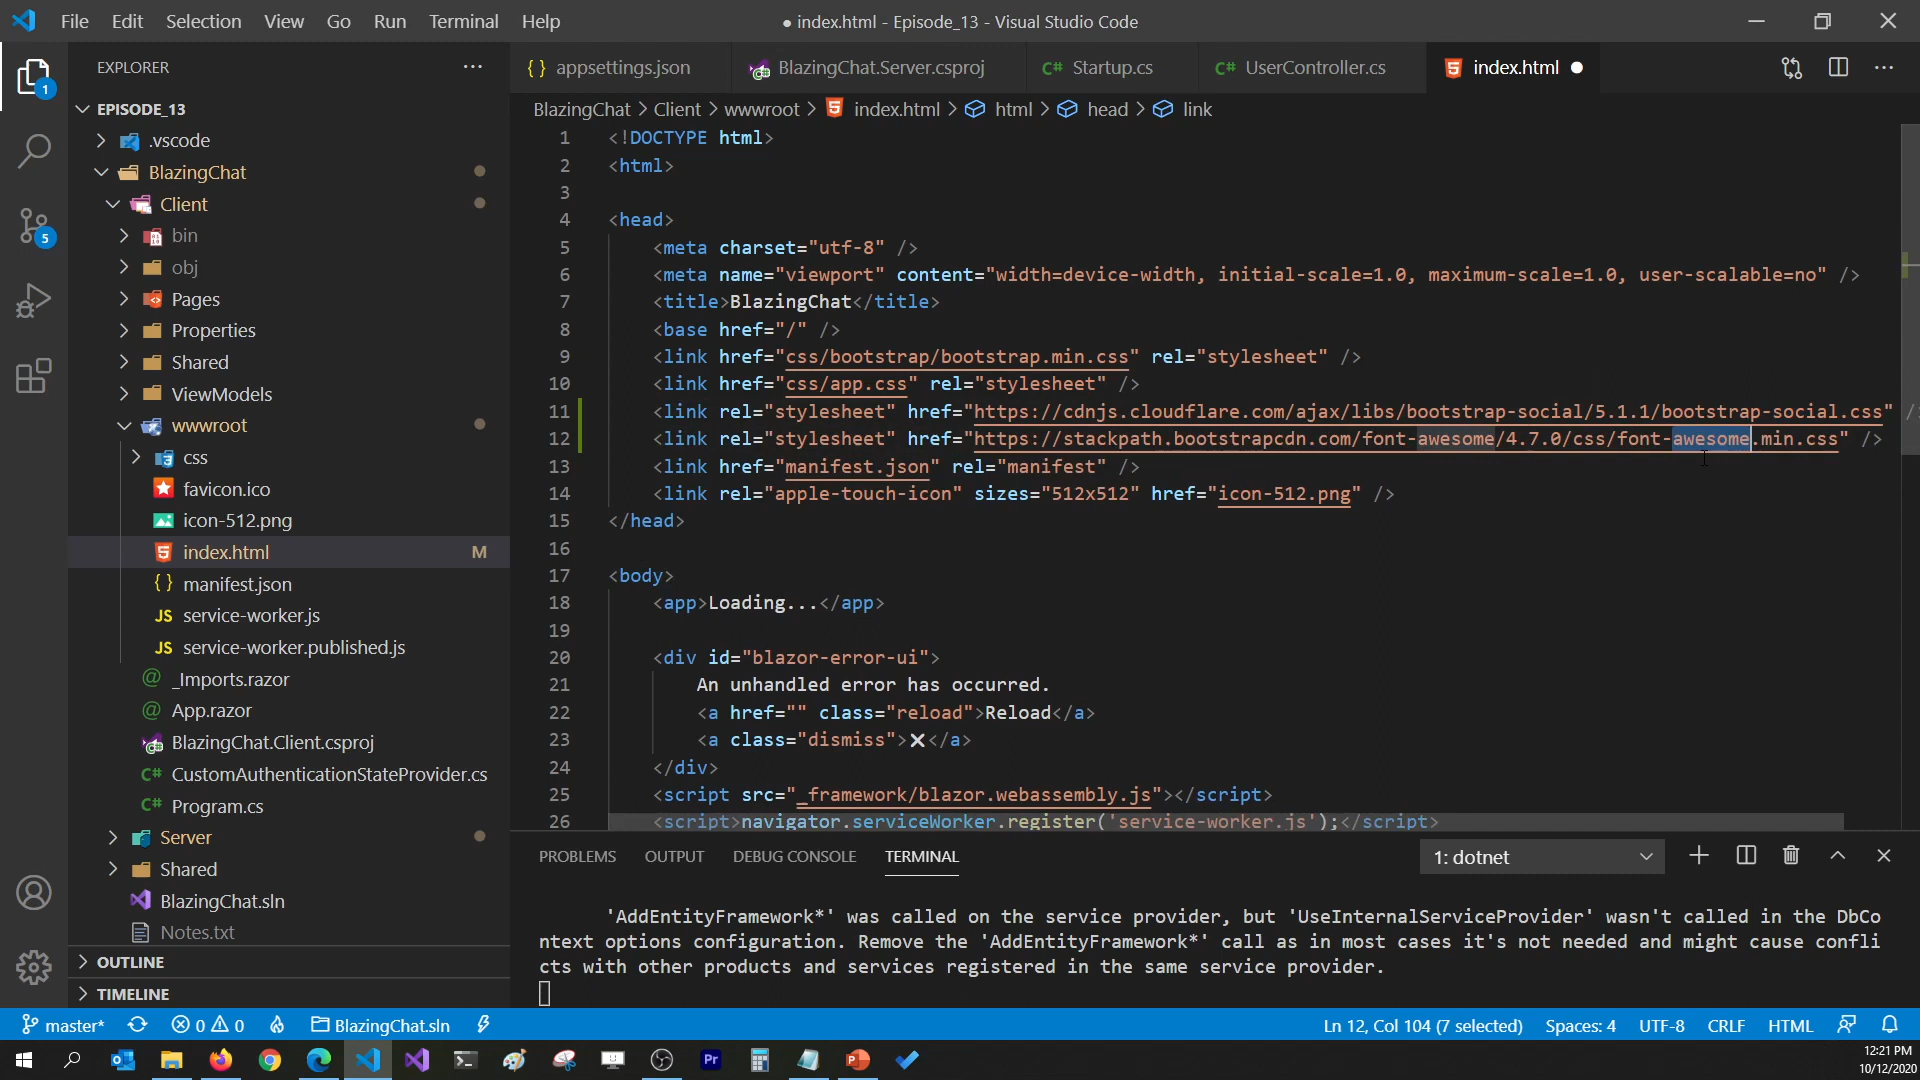 File Edit Selection View Go Run Terminal Help
● index.html - Episode_13 - Visual Studio Code
EXPLORER
EPISODE_13
.vscode
BlazingChat
Client
bin
obj
Pages
Properties
Shared
ViewModels
wwwroot
css
favicon.ico
icon-512.png
index.html M
manifest.json
service-worker.js
service-worker.published.js
_Imports.razor
App.razor
BlazingChat.Client.csproj
CustomAuthenticationStateProvider.cs
Program.cs
Server
Shared
BlazingChat.sln
Notes.txt
OUTLINE
TIMELINE
1
5
appsettings.json BlazingChat.Server.csproj Startup.cs UserController.cs index.html
BlazingChat > Client > wwwroot > index.html > html > head > link
1 <!DOCTYPE html>
2 <html>
3
4 <head>
5 <meta charset="utf-8" />
6 <meta name="viewport" content="width=device-width, initial-scale=1.0, maximum-scale=1.0, user-scalable=no" />
7 <title>BlazingChat</title>
8 <base href="/" />
9 <link href="css/bootstrap/bootstrap.min.css" rel="stylesheet" />
10 <link href="css/app.css" rel="stylesheet" />
11 <link rel="stylesheet" href="https://cdnjs.cloudflare.com/ajax/libs/bootstrap-social/5.1.1/bootstrap-social.css" /
12 <link rel="stylesheet" href="https://stackpath.bootstrapcdn.com/font-awesome/4.7.0/css/font-awesome.min.css" />
13 <link href="manifest.json" rel="manifest" />
14 <link rel="apple-touch-icon" sizes="512x512" href="icon-512.png" />
15 </head>
16
17 <body>
18 <app>Loading...</app>
19
20 <div id="blazor-error-ui">
21 An unhandled error has occurred.
22 <a href="" class="reload">Reload</a>
23 <a class="dismiss">❌</a>
24 </div>
25 <script src="_framework/blazor.webassembly.js"></script>
26 <script>navigator.serviceWorker.register('service-worker.js');</script>
PROBLEMS OUTPUT DEBUG CONSOLE TERMINAL 1: dotnet
'AddEntityFramework*' was called on the service provider, but 'UseInternalServiceProvider' wasn't called in the DbCo
ntext options configuration. Remove the 'AddEntityFramework*' call as in most cases it's not needed and might cause confli
cts with other products and services registered in the same service provider.
master* 0 0 BlazingChat.sln Ln 12, Col 104 (7 selected) Spaces: 4 UTF-8 CRLF HTML
12:21 PM
10/12/2020